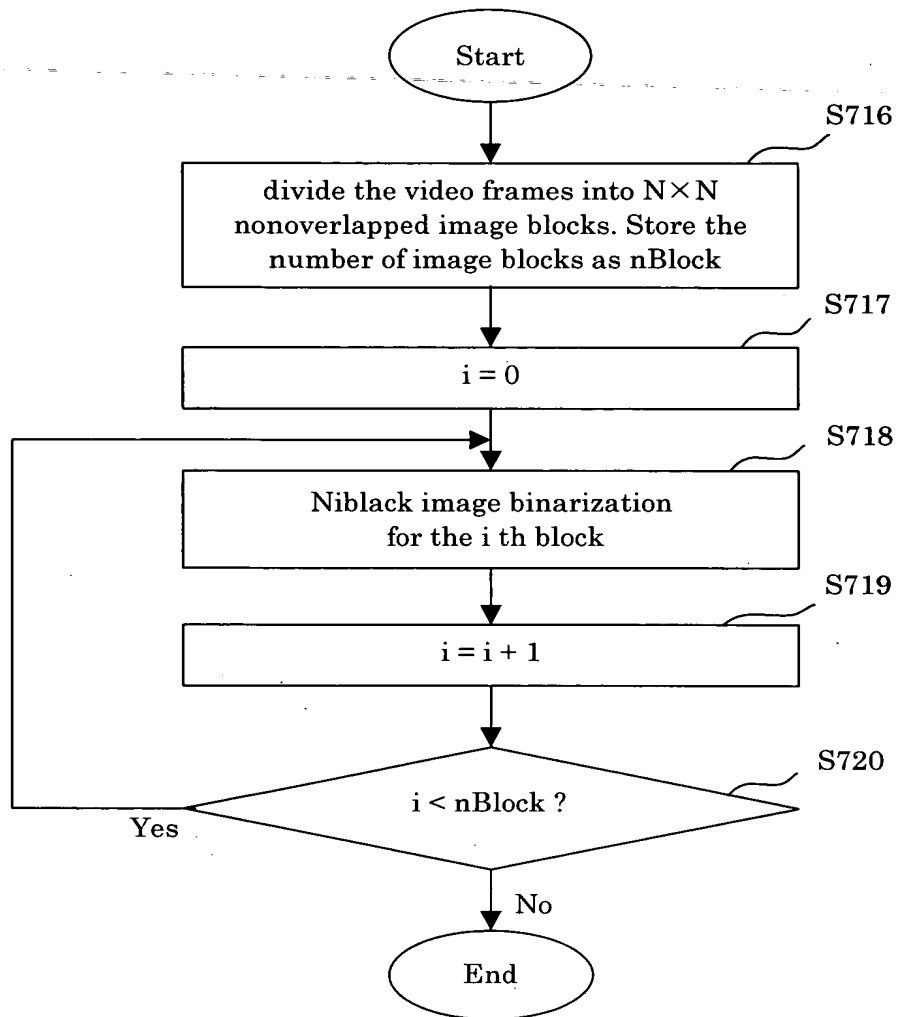 Start
S716
divide the video frames into N×N
nonoverlapped image blocks. Store the
number of image blocks as nBlock
S717
i = 0
S718
Niblack image binarization
for the i th block
S719
i = i + 1
S720
i < nBlock ?
Yes
No
End